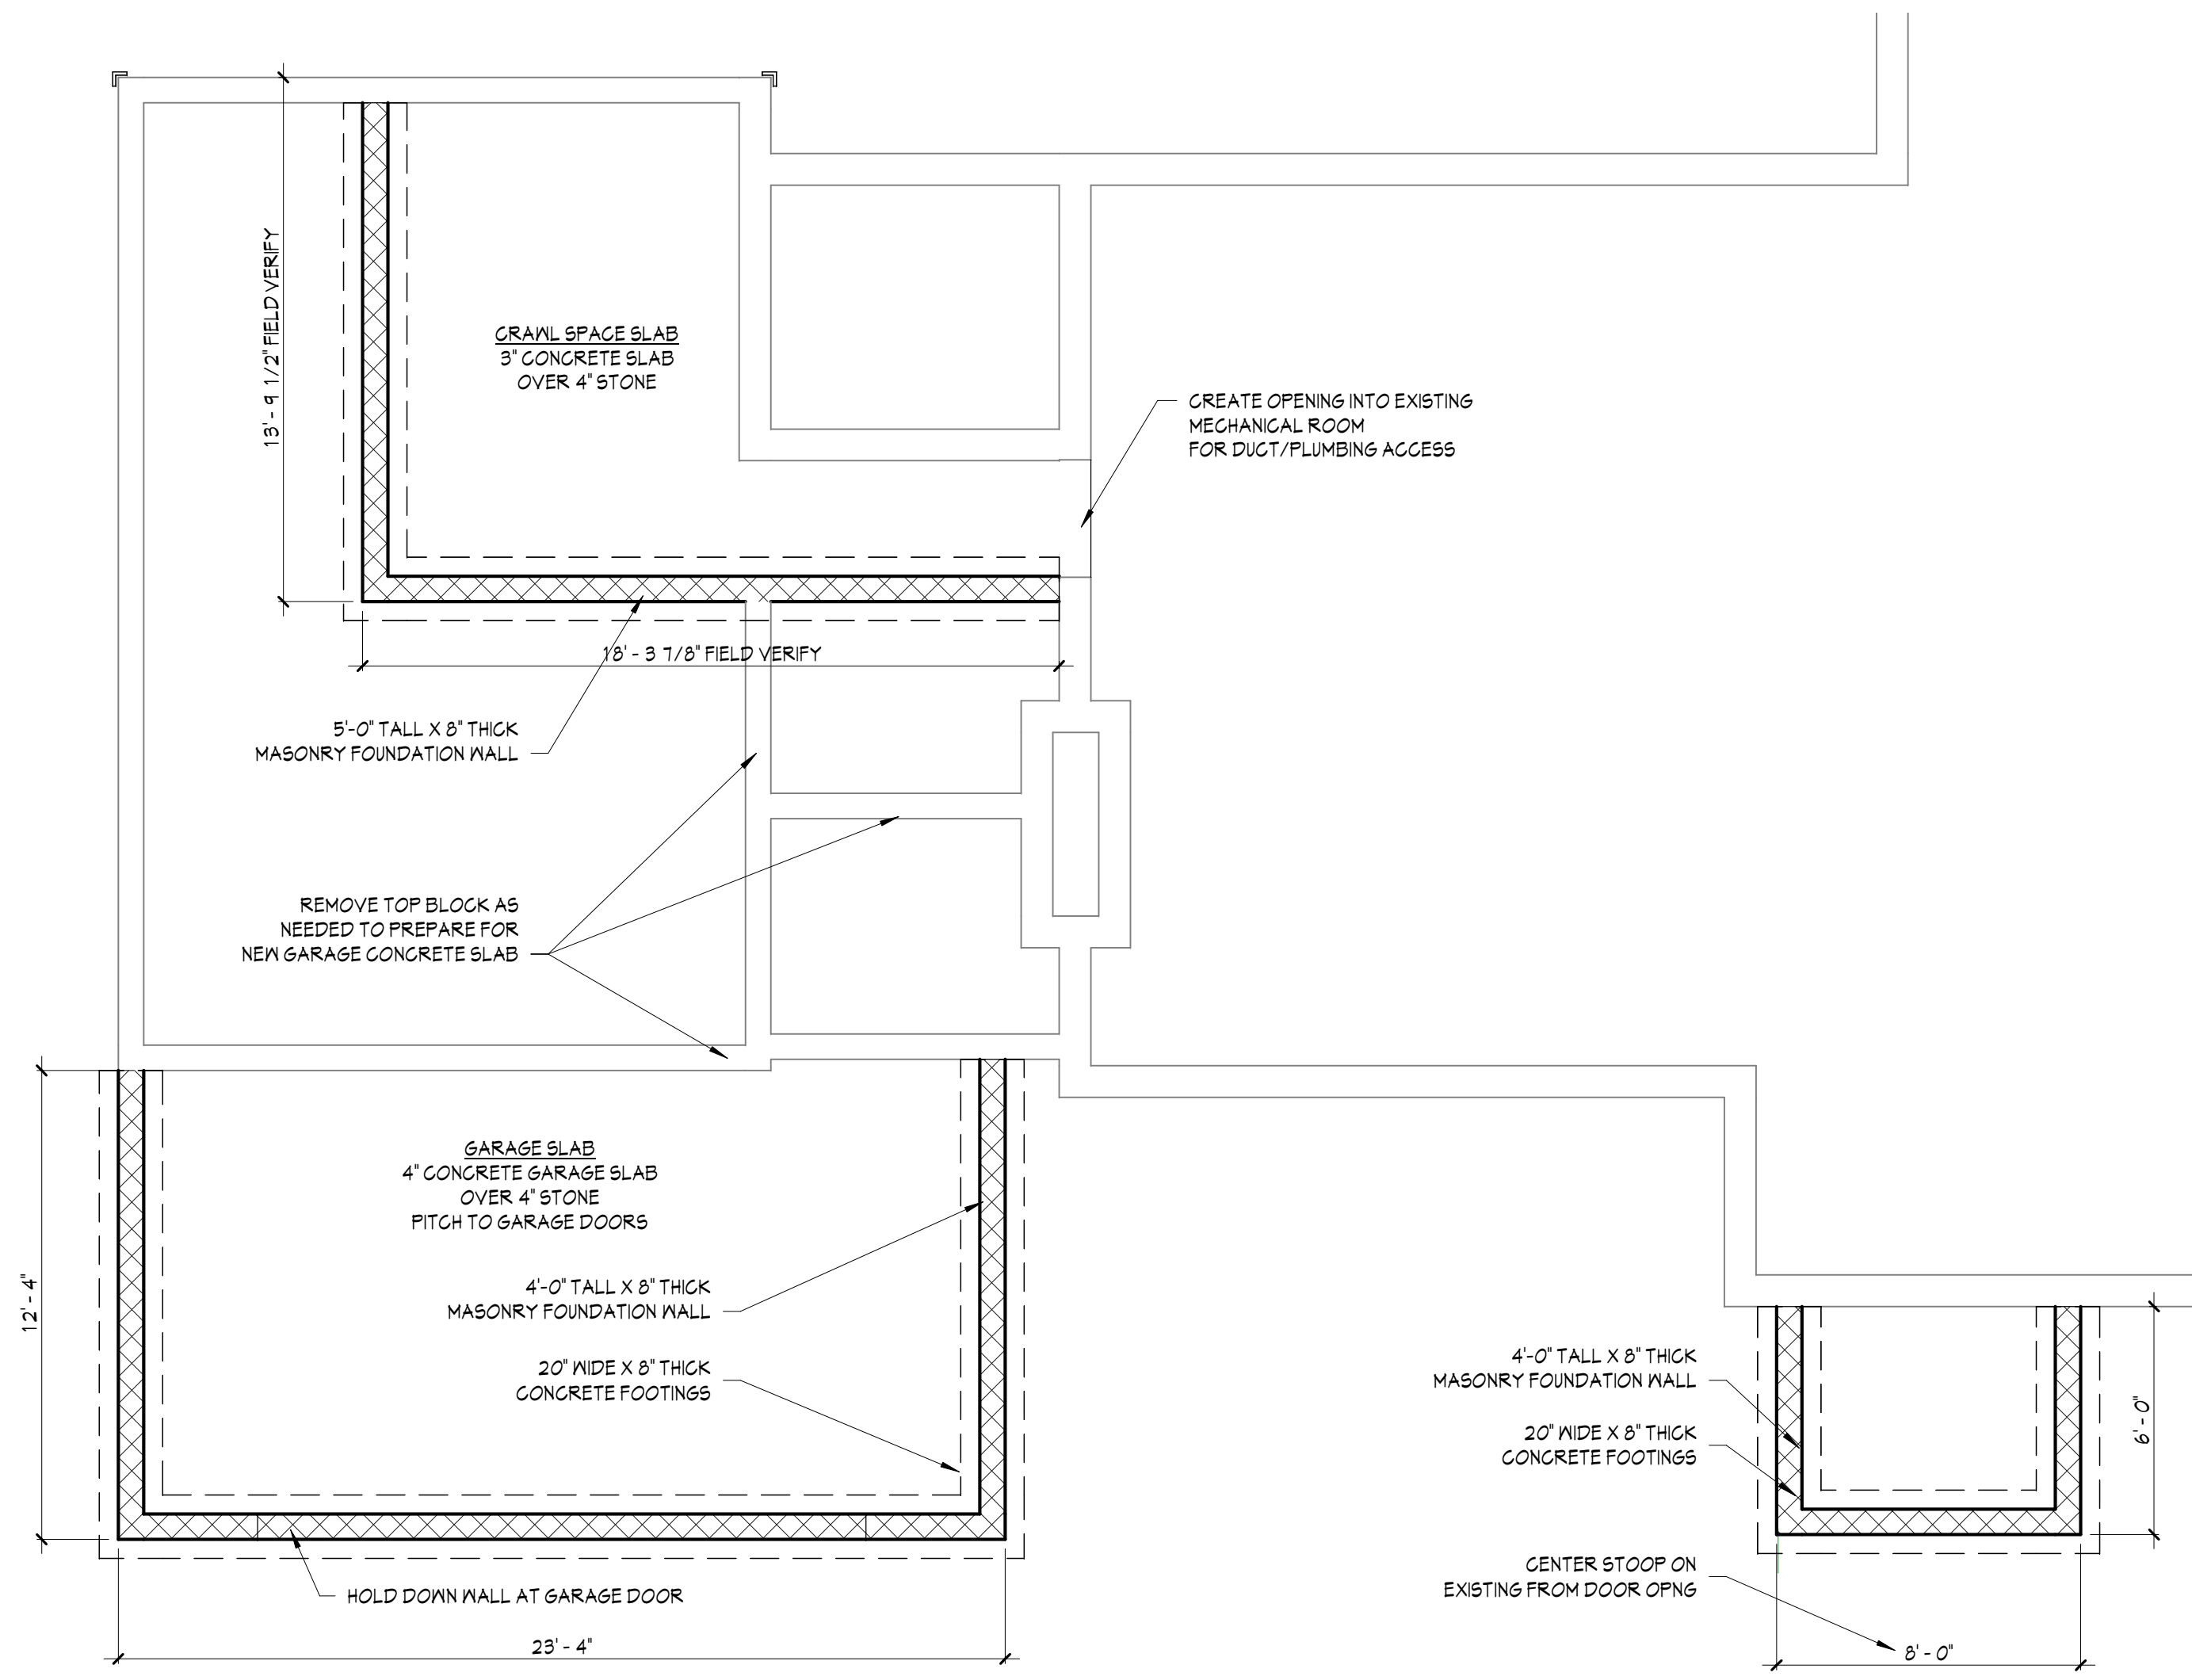 13' - 9 1/2" FIELD VERIFY
CRAWL SPACE SLAB
3" CONCRETE SLAB
OVER 4" STONE
CREATE OPENING INTO EXISTING
MECHANICAL ROOM
FOR DUCT/PLUMBING ACCESS
18' - 3 7/8" FIELD VERIFY
5'-0" TALL X 8" THICK
MASONRY FOUNDATION WALL
REMOVE TOP BLOCK AS
NEEDED TO PREPARE FOR
NEW GARAGE CONCRETE SLAB
GARAGE SLAB
4" CONCRETE GARAGE SLAB
OVER 4" STONE
PITCH TO GARAGE DOORS
12' - 4"
4'-0" TALL X 8" THICK
MASONRY FOUNDATION WALL
20" WIDE X 8" THICK
CONCRETE FOOTINGS
HOLD DOWN WALL AT GARAGE DOOR
23' - 4"
4'-0" TALL X 8" THICK
MASONRY FOUNDATION WALL
20" WIDE X 8" THICK
CONCRETE FOOTINGS
6' - 0"
CENTER STOOP ON
EXISTING FROM DOOR OPNG
8' - 0"